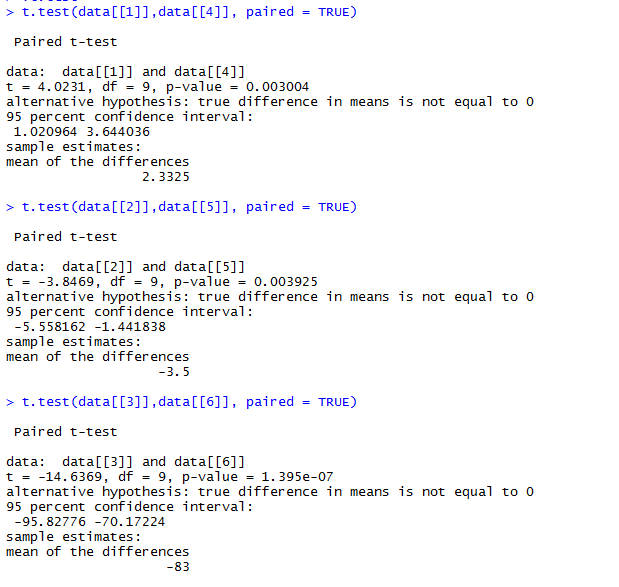 > t.test(data[[1]],data[[4]], paired = TRUE)
Paired t-test
data: data[[1]] and data[[4]]
t = 4.0231, df = 9, p-value = 0.003004
alternative hypothesis: true difference in means is not equal to 0
95 percent confidence interval:
1.020964 3.644036
sample estimates:
mean of the differences
2.3325
> t.test(data[[2]],data[[5]], paired = TRUE)
Paired t-test
data: data[[2]] and data[[5]]
t = -3.8469, df = 9, p-value = 0.003925
alternative hypothesis: true difference in means is not equal to 0
95 percent confidence interval:
-5.558162 -1.441838
sample estimates:
mean of the differences
-3.5
> t.test(data[[3]],data[[6]], paired = TRUE)
Paired t-test
data: data[[3]] and data[[6]]
t = -14.6369, df = 9, p-value = 1.395e-07
alternative hypothesis: true difference in means is not equal to 0
95 percent confidence interval:
-95.82776 -70.17224
sample estimates:
mean of the differences
-83